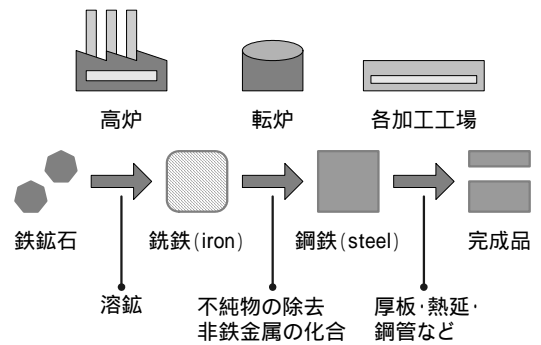 高炉
転炉
各加工工場
鉄鉱石
銑鉄(iron)
鋼鉄(steel)
完成品
溶鉱
不純物の除去
非鉄金属の化合
厚板・熱延・
鋼管など